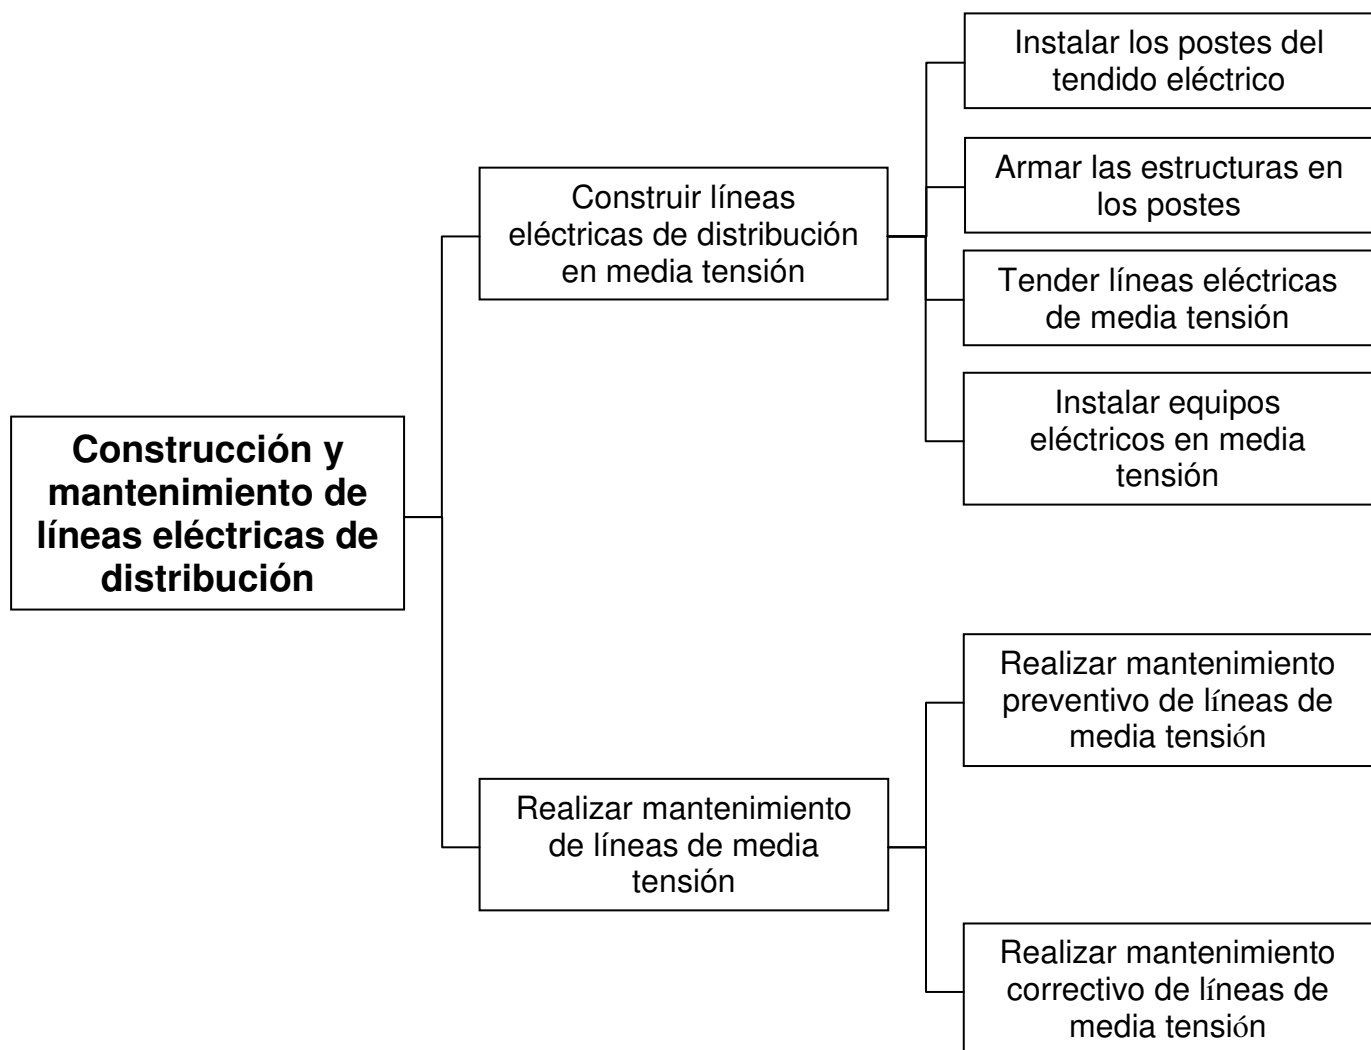 Construcción y
mantenimiento de
líneas eléctricas de
distribución
Construir líneas
eléctricas de distribución
en media tensión
Instalar los postes del
tendido eléctrico
Armar las estructuras en
los postes
Tender líneas eléctricas
de media tensión
Instalar equipos
eléctricos en media
tensión
Realizar mantenimiento
de líneas de media
tensión
Realizar mantenimiento
preventivo de líneas de
media tensión
Realizar mantenimiento
correctivo de líneas de
media tensión